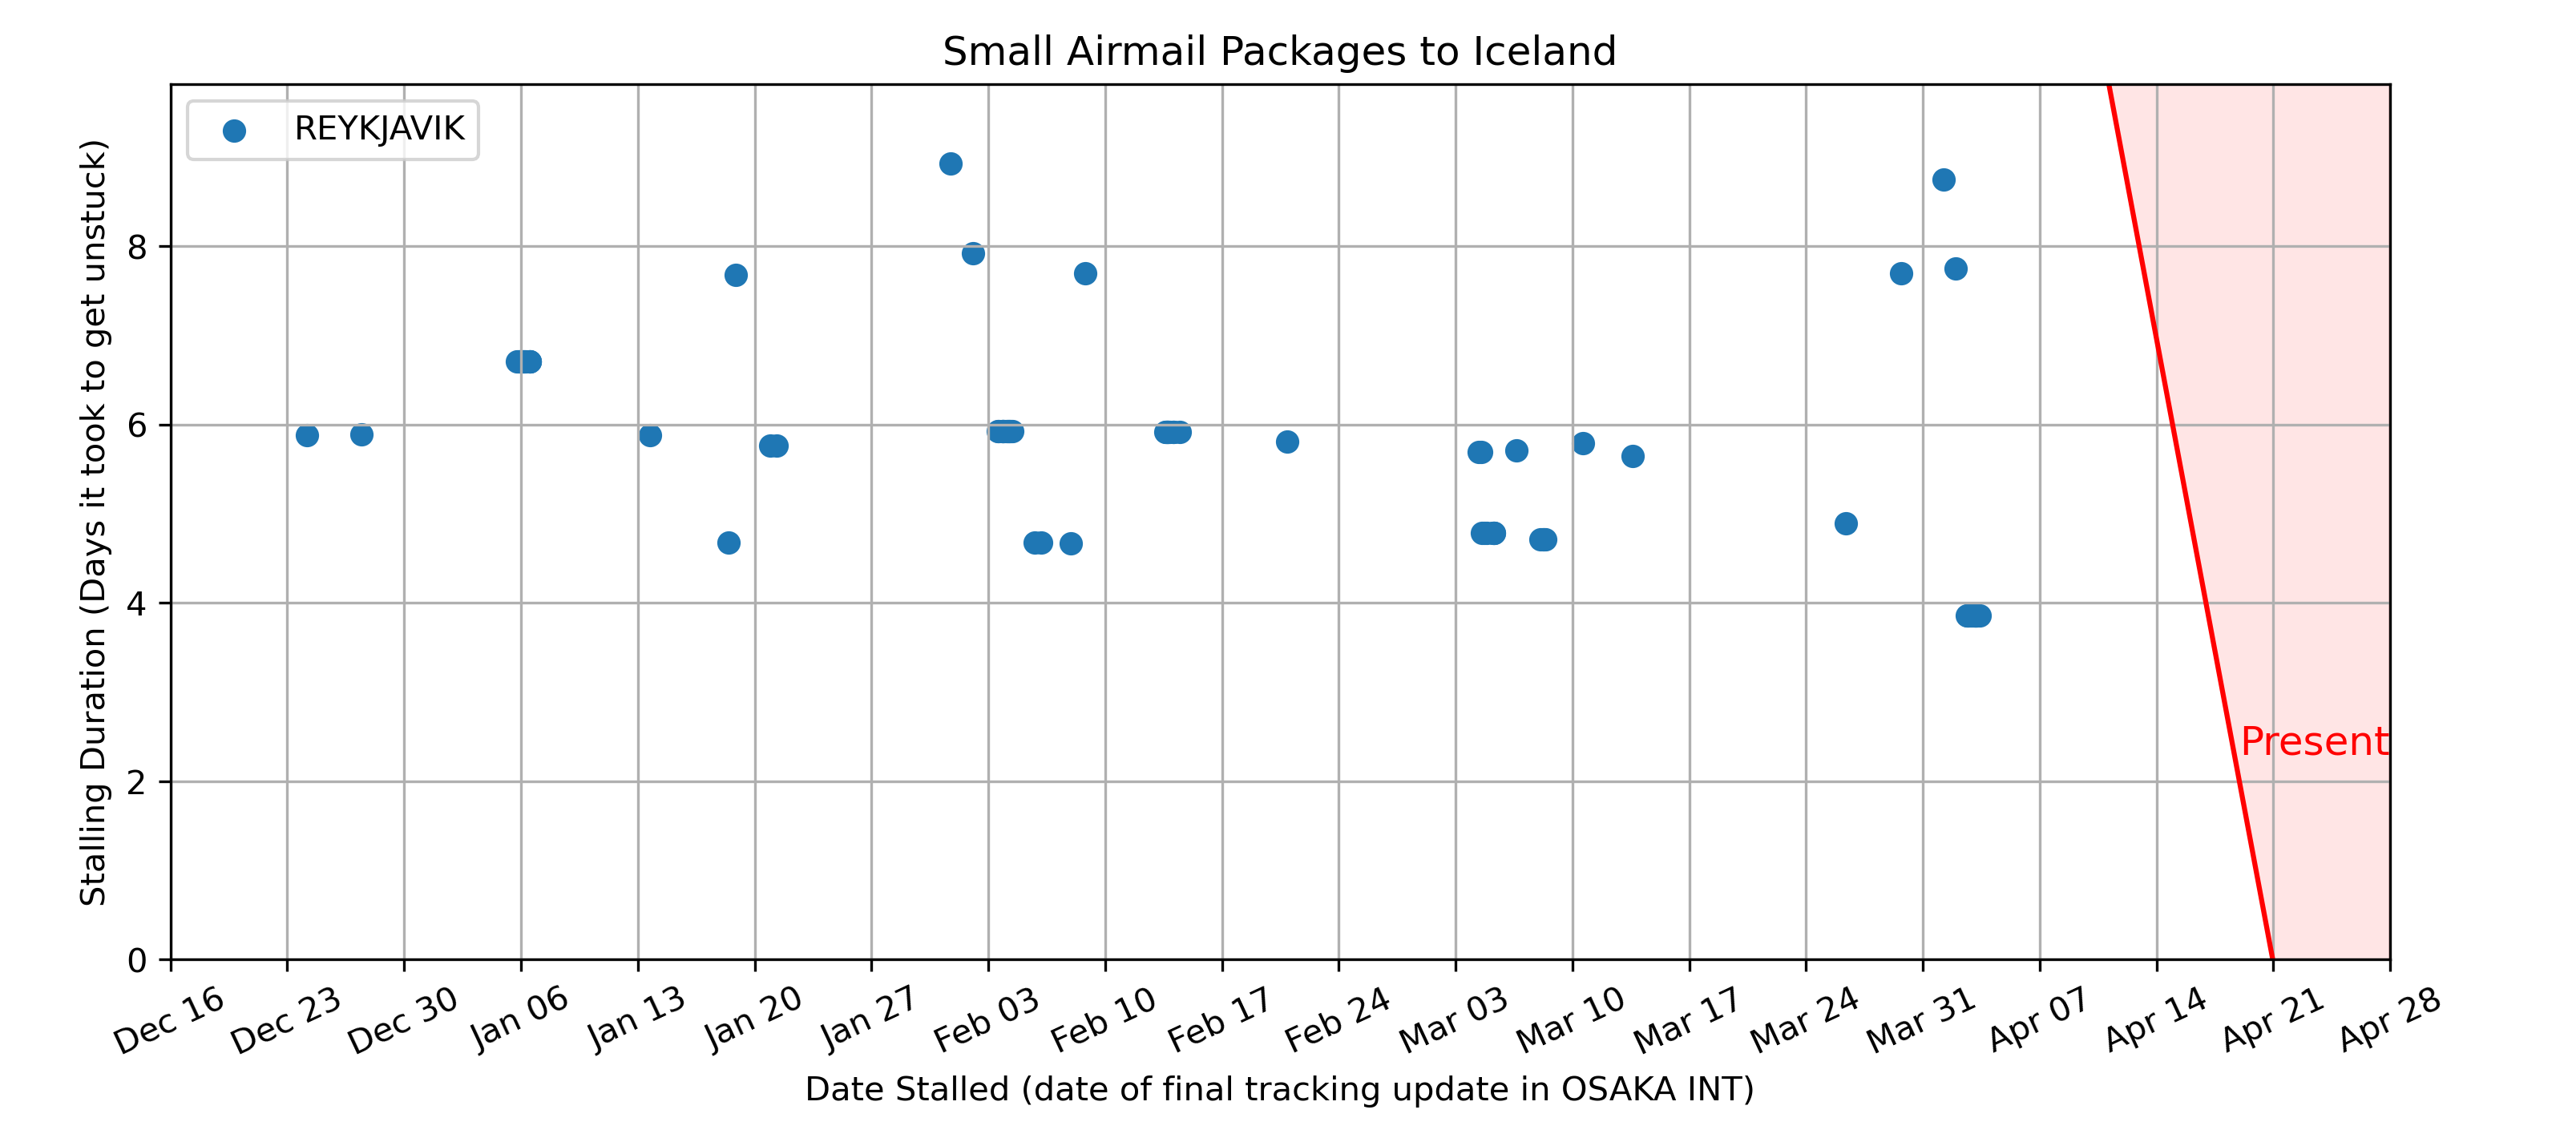 Small Airmail Packages to Iceland
REYKJAVIK
Stalling Duration (Days it took to get unstuck)
8
6
4
2
0
Present
Dec 16
Dec 23
Dec 30
Jan 06
Jan 13
Jan 20
Jan 27
Feb 03
Feb 10
Feb 17
Feb 24
Mar 03
Mar 10
Mar 17
Mar 24
Mar 31
Apr 07
Apr 14
Apr 21
Apr 28
Date Stalled (date of final tracking update in OSAKA INT)